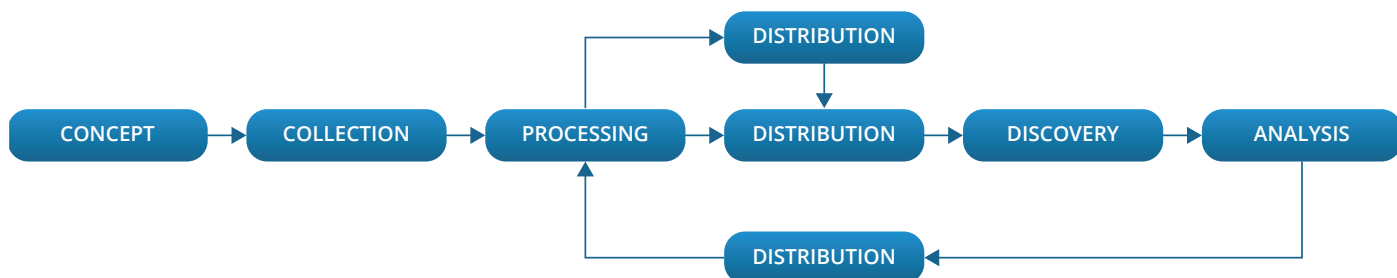 DISTRIBUTION
CONCEPT
COLLECTION
PROCESSING
DISTRIBUTION
DISCOVERY
ANALYSIS
DISTRIBUTION